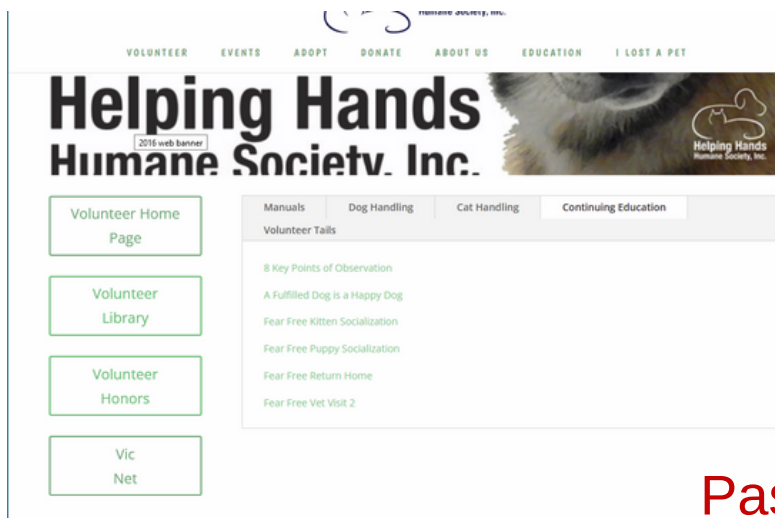 Humane Society, Inc.
VOLUNTEER EVENTS ADOPT DONATE ABOUT US EDUCATION I LOST A PET
Helping Hands
2016 web banner
Humane Society, Inc.
Helping Hands
Humane Society, Inc.
Volunteer Home
Page
Volunteer
Library
Volunteer
Honors
Vic
Net
Manuals Dog Handling Cat Handling Continuing Education
Volunteer Tails
8 Key Points of Observation
A Fulfilled Dog is a Happy Dog
Fear Free Kitten Socialization
Fear Free Puppy Socialization
Fear Free Return Home
Fear Free Vet Visit 2
Pas